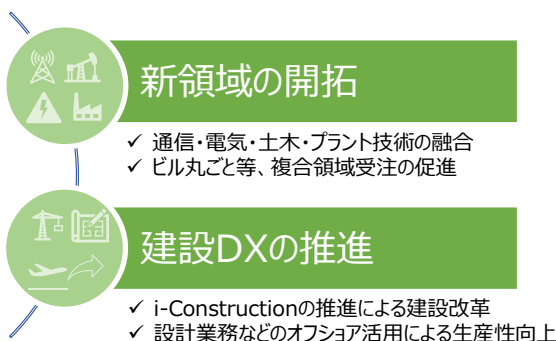 新領域の開拓
✓ 通信・電気・土木・プラント技術の融合
✓ ビル丸ごと等、複合領域受注の促進
建設DXの推進
✓ i-Constructionの推進による建設改革
✓ 設計業務などのオフショア活用による生産性向上